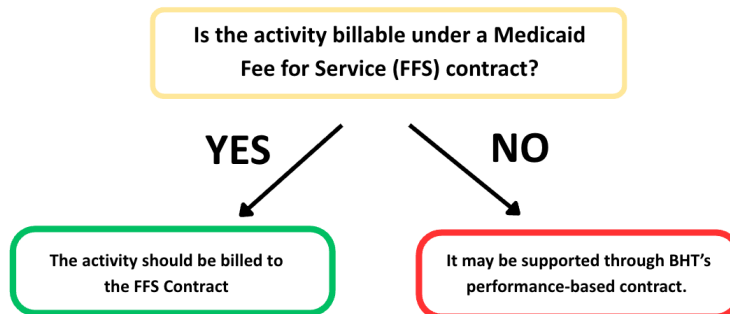 Is the activity billable under a Medicaid
Fee for Service (FFS) contract?
YES
NO
The activity should be billed to
the FFS Contract
It may be supported through BHT’s
performance-based contract.